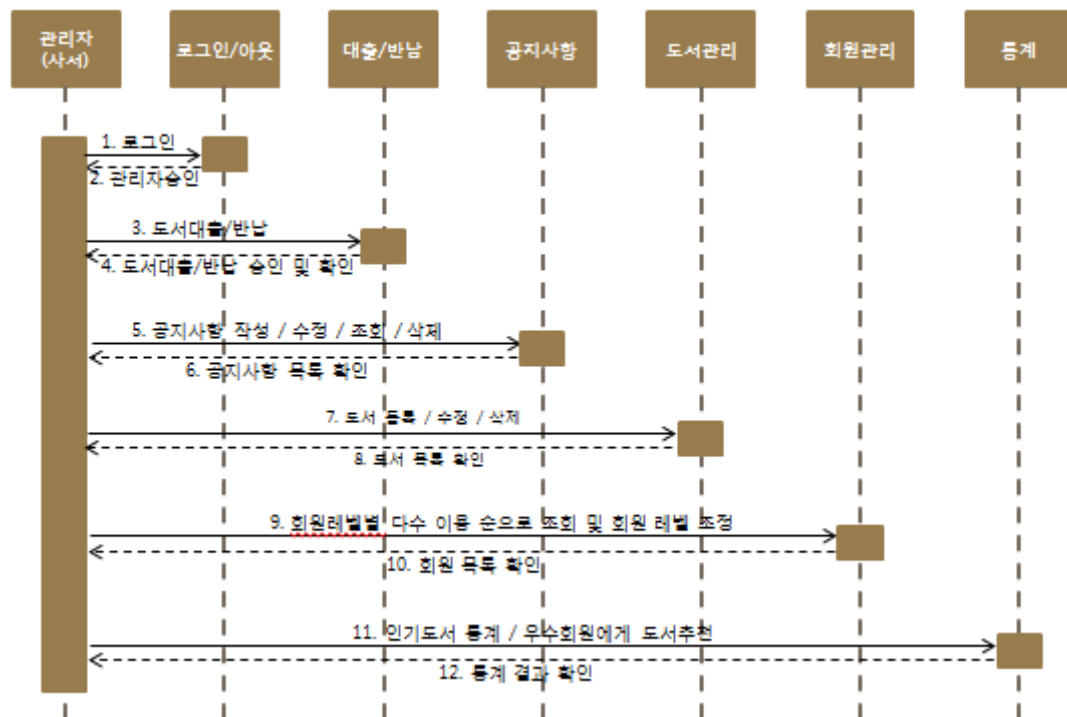 관리자
(사서)
로그인/아웃
대출/반납
공지사항
도서관리
회원관리
통계
1. 로그인
2. 관리자승인
3. 도서대출/반납
4. 도서대출/반납 승인 및 확인
5. 공지사항 작성 / 수정 / 조회 / 삭제
6. 공지사항 목록 확인
7. 도서 등록 / 수정 / 삭제
8. 도서 목록 확인
9. 회원레벨별 다수 이용 순으로 조회 및 회원 레벨 조정
10. 회원 목록 확인
11. 인기도서 통계 / 우수회원에게 도서추천
12. 통계 결과 확인